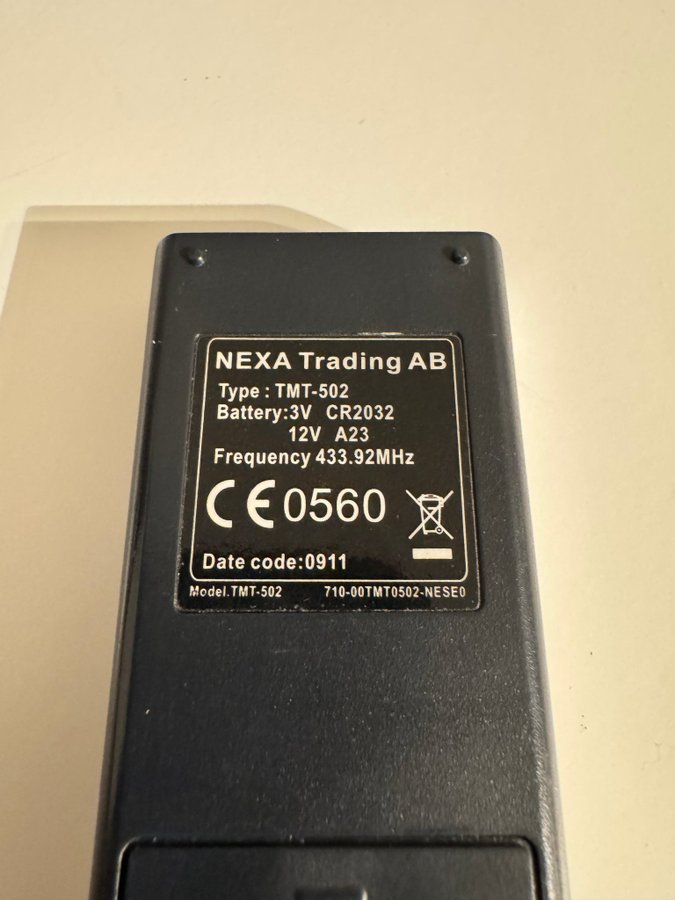 NEXA Trading AB
Type : TMT-502
Battery:3V CR2032
12V A23
Frequency 433.92MHz
CE 0560
Date code:0911
Model.TMT-502 710-00TMT0502-NESE0